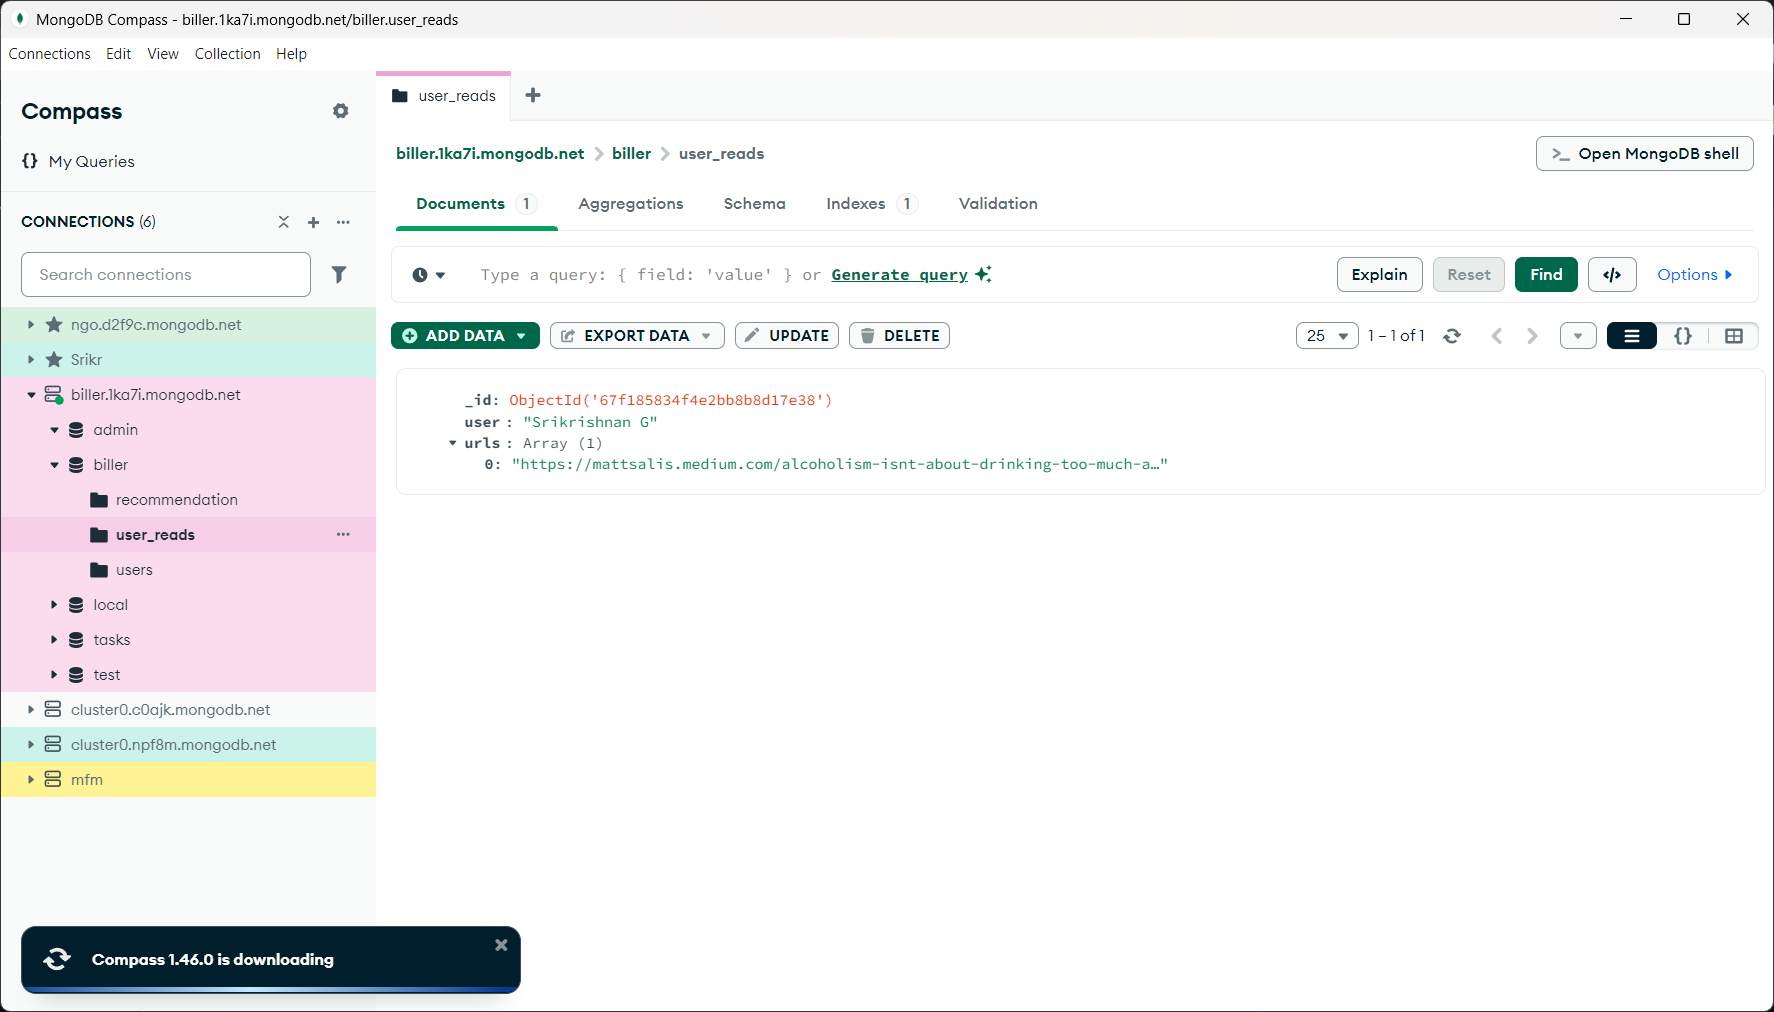 MongoDB Compass - biller.1ka7i.mongodb.net/biller.user_reads
Connections Edit View Collection Help
Compass
My Queries
CONNECTIONS (6)
Search connections
ngo.d2f9c.mongodb.net
Srikr
biller.1ka7i.mongodb.net
admin
biller
recommendation
user_reads
users
local
tasks
test
cluster0.c0ajk.mongodb.net
cluster0.npf8m.mongodb.net
mfm
Compass 1.46.0 is downloading
user_reads
biller.1ka7i.mongodb.net > biller > user_reads
>_ Open MongoDB shell
Documents 1 Aggregations Schema Indexes 1 Validation
Type a query: { field: 'value' } or Generate query
Explain Reset Find </> Options
ADD DATA EXPORT DATA UPDATE DELETE
25 1 – 1 of 1 {}
_id: ObjectId('67f185834f4e2bb8b8d17e38')
user : "Srikrishnan G"
urls : Array (1)
0: "https://mattsalis.medium.com/alcoholism-isnt-about-drinking-too-much-a…"